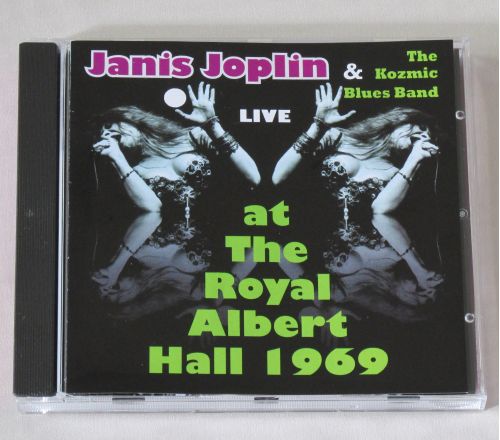 Janis Joplin &
The
Kozmic
Blues Band
LIVE
at
The
Royal
Albert
Hall 1969